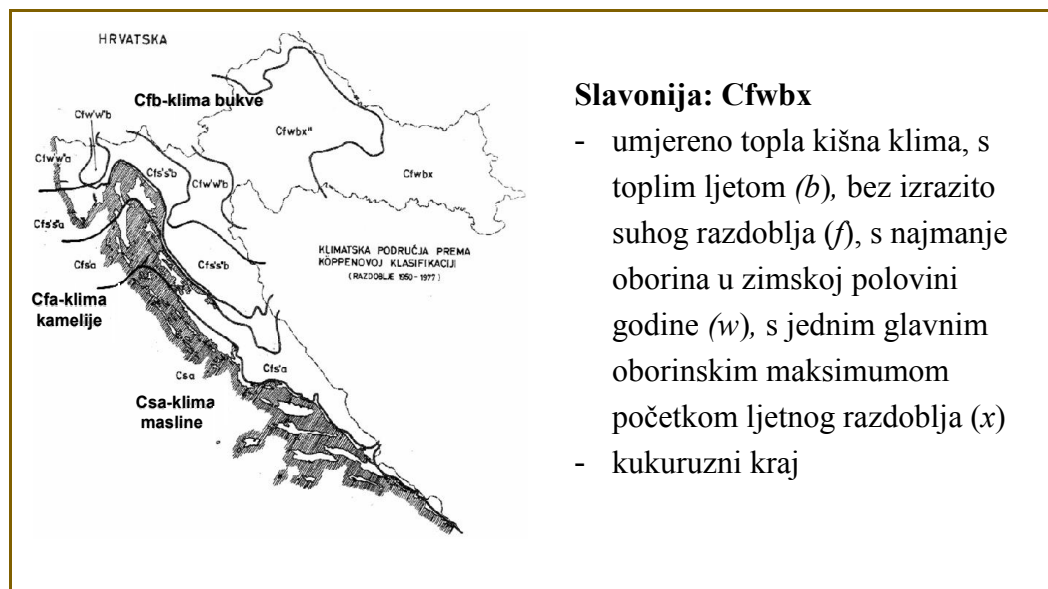 HRVATSKA
Cfb-klima bukve
Cfw'w"b
Cfwbx"
Cfwbx
Cfs's"b
Cfw'w"b
Cfs's"a
Cfs's"b
KLIMATSKA PODRUČJA PREMA
KÖPPENOVOJ KLASIFIKACIJI
(RAZDOBLJE 1950-1977)
Cfs'a
Cfa-klima
kamelije
Csa
Cfs'a
Csa-klima
masline
Slavonija: Cfwbx
- umjereno topla kišna klima, s
toplim ljetom (b), bez izrazito
suhog razdoblja (f), s najmanje
oborina u zimskoj polovini
godine (w), s jednim glavnim
oborinskim maksimumom
početkom ljetnog razdoblja (x)
- kukuruzni kraj